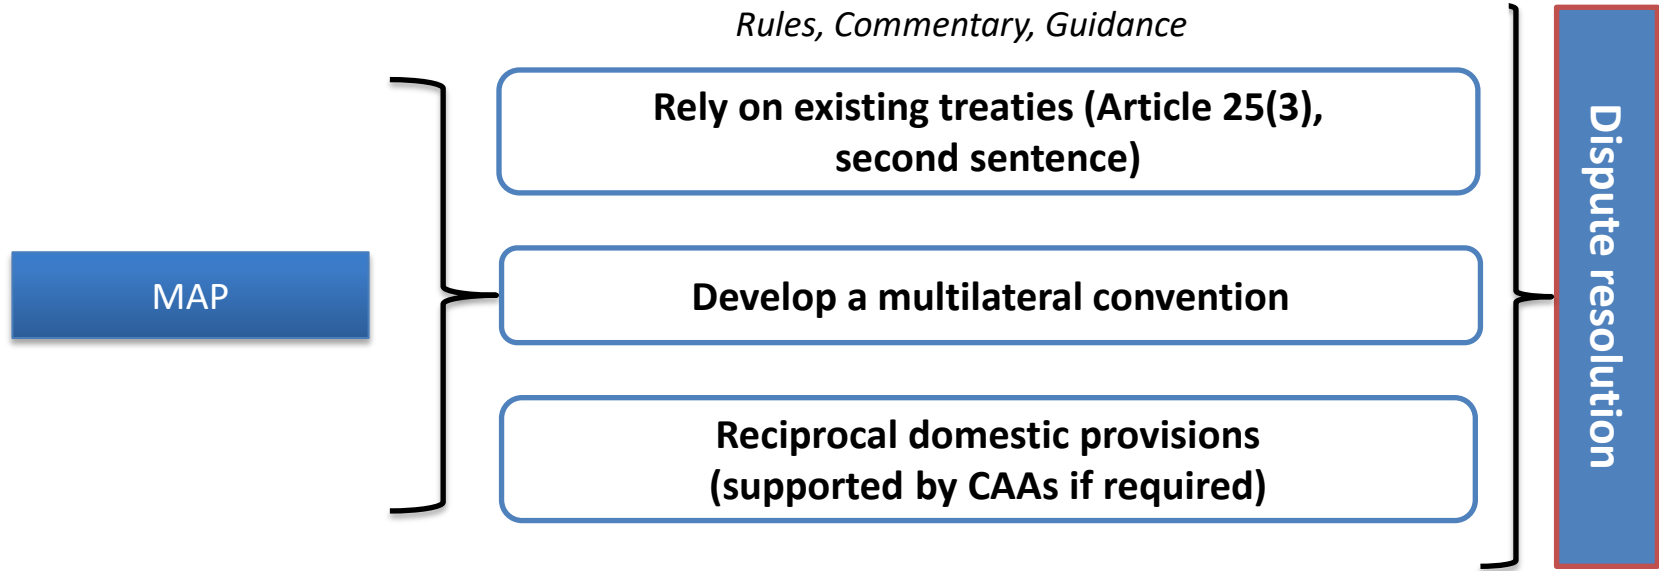 Rules, Commentary, Guidance
Rely on existing treaties (Article 25(3),
second sentence)
MAP
Develop a multilateral convention
Reciprocal domestic provisions
(supported by CAAs if required)
Dispute resolution